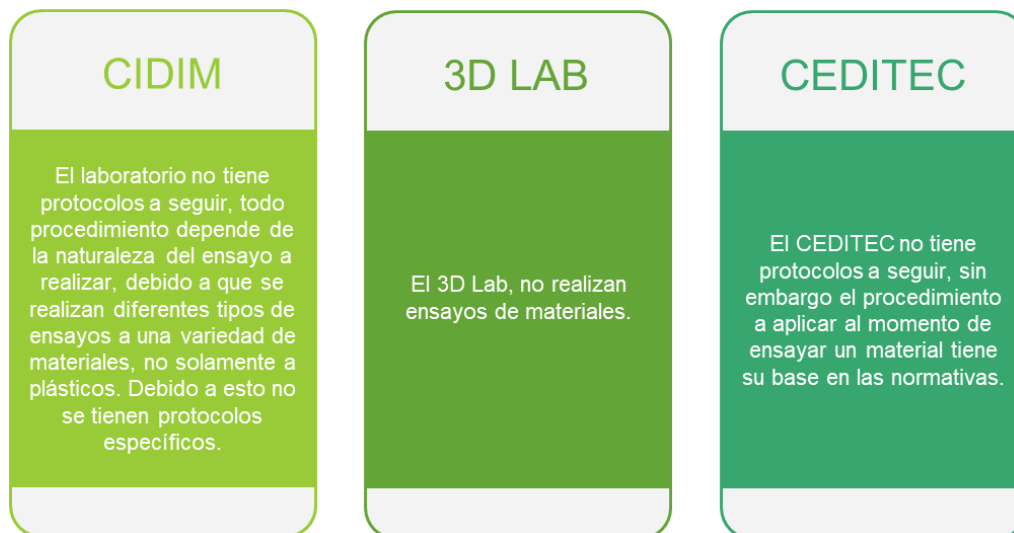 CIDIM
El laboratorio no tiene
protocolos a seguir, todo
procedimiento depende de
la naturaleza del ensayo a
realizar, debido a que se
realizan diferentes tipos de
ensayos a una variedad de
materiales, no solamente a
plásticos. Debido a esto no
se tienen protocolos
específicos.
3D LAB
El 3D Lab, no realizan
ensayos de materiales.
CEDITEC
El CEDITEC no tiene
protocolos a seguir, sin
embargo el procedimiento
a aplicar al momento de
ensayar un material tiene
su base en las normativas.